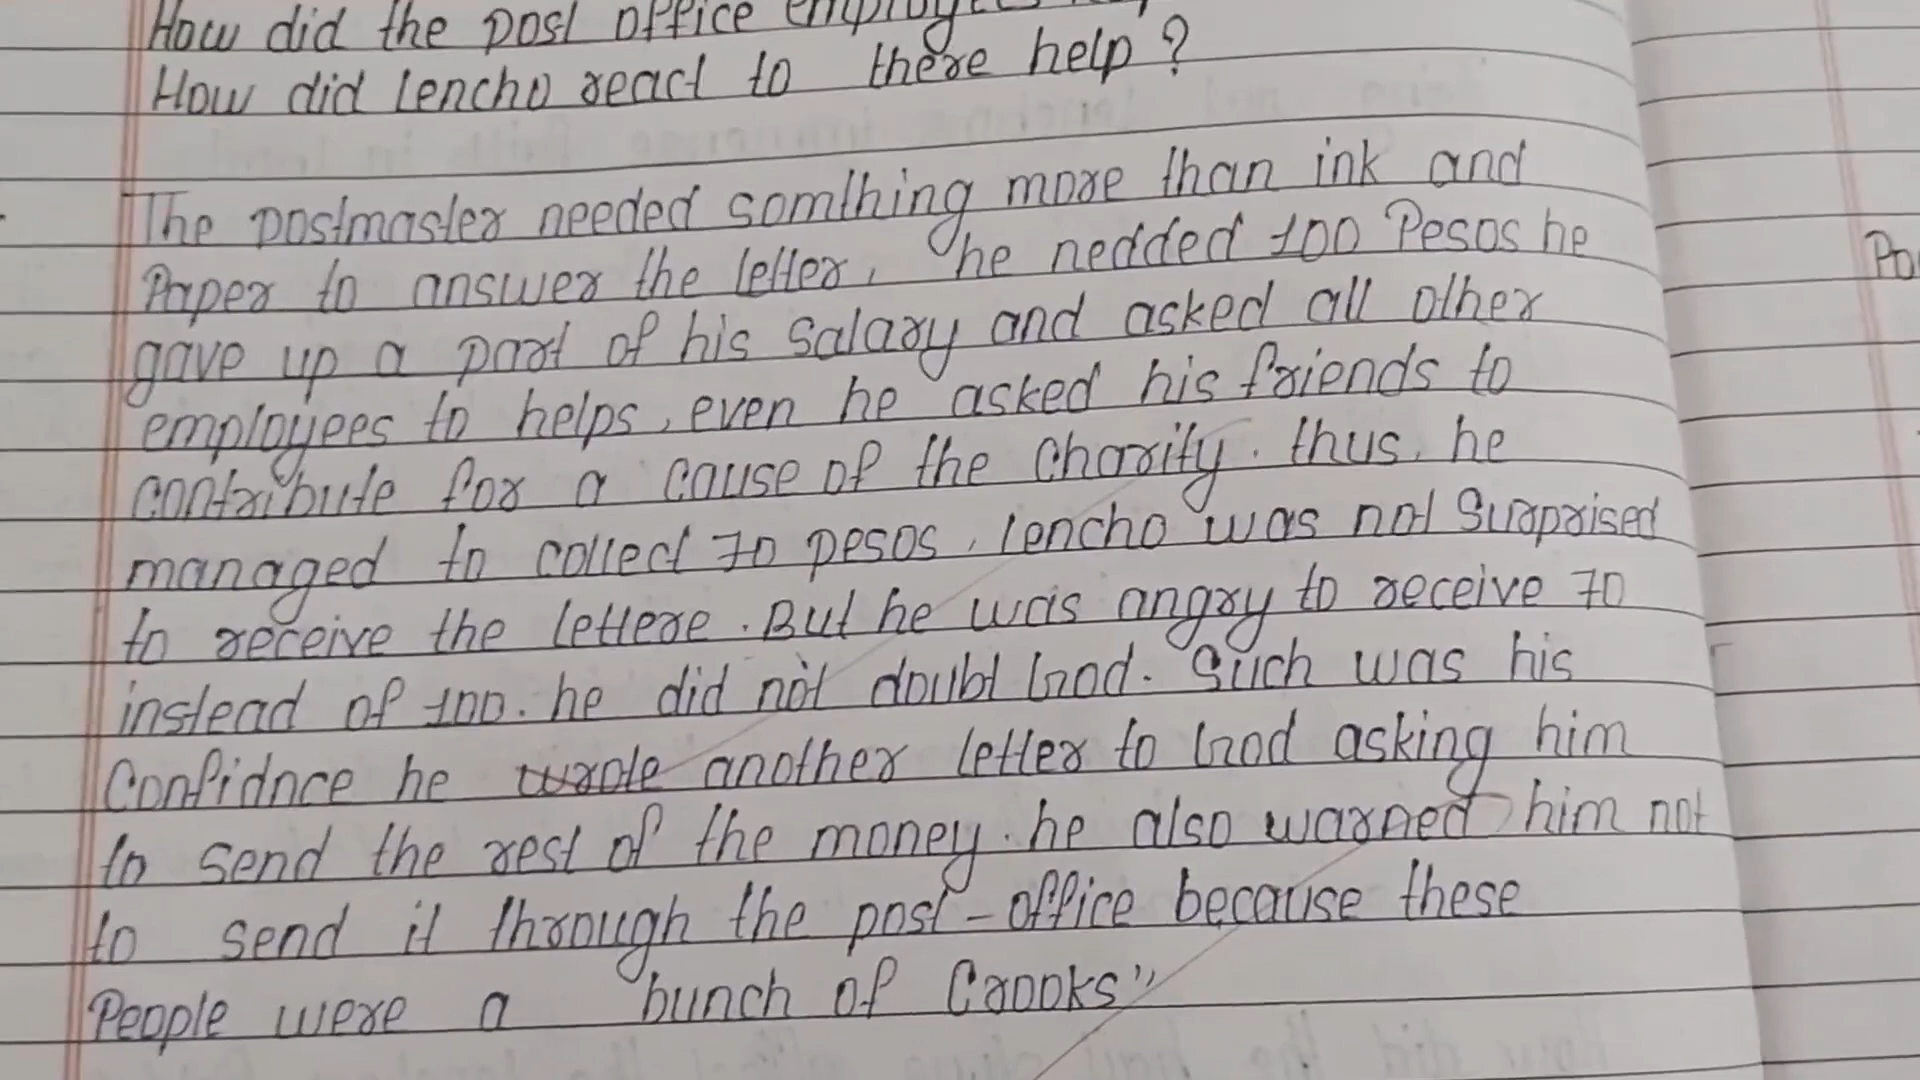 How did the post office employees
How did lencho react to there help ?
The postmaster needed somthing more than ink and
Paper to answer the letter, he nedded 100 Pesos he
gave up a part of his salary and asked all other
employees to helps, even he asked his friends to
contribute for a cause of the charity. thus, he
managed to collect 70 pesos, lencho was not Surprised
to receive the lettere. But he was angry to receive 70
instead of 100. he did not doubt God. Such was his
Confidnce he wrote another letter to God asking him
to send the rest of the money. he also warned him not
to send it through the post-office because these
People were a bunch of Crooks"